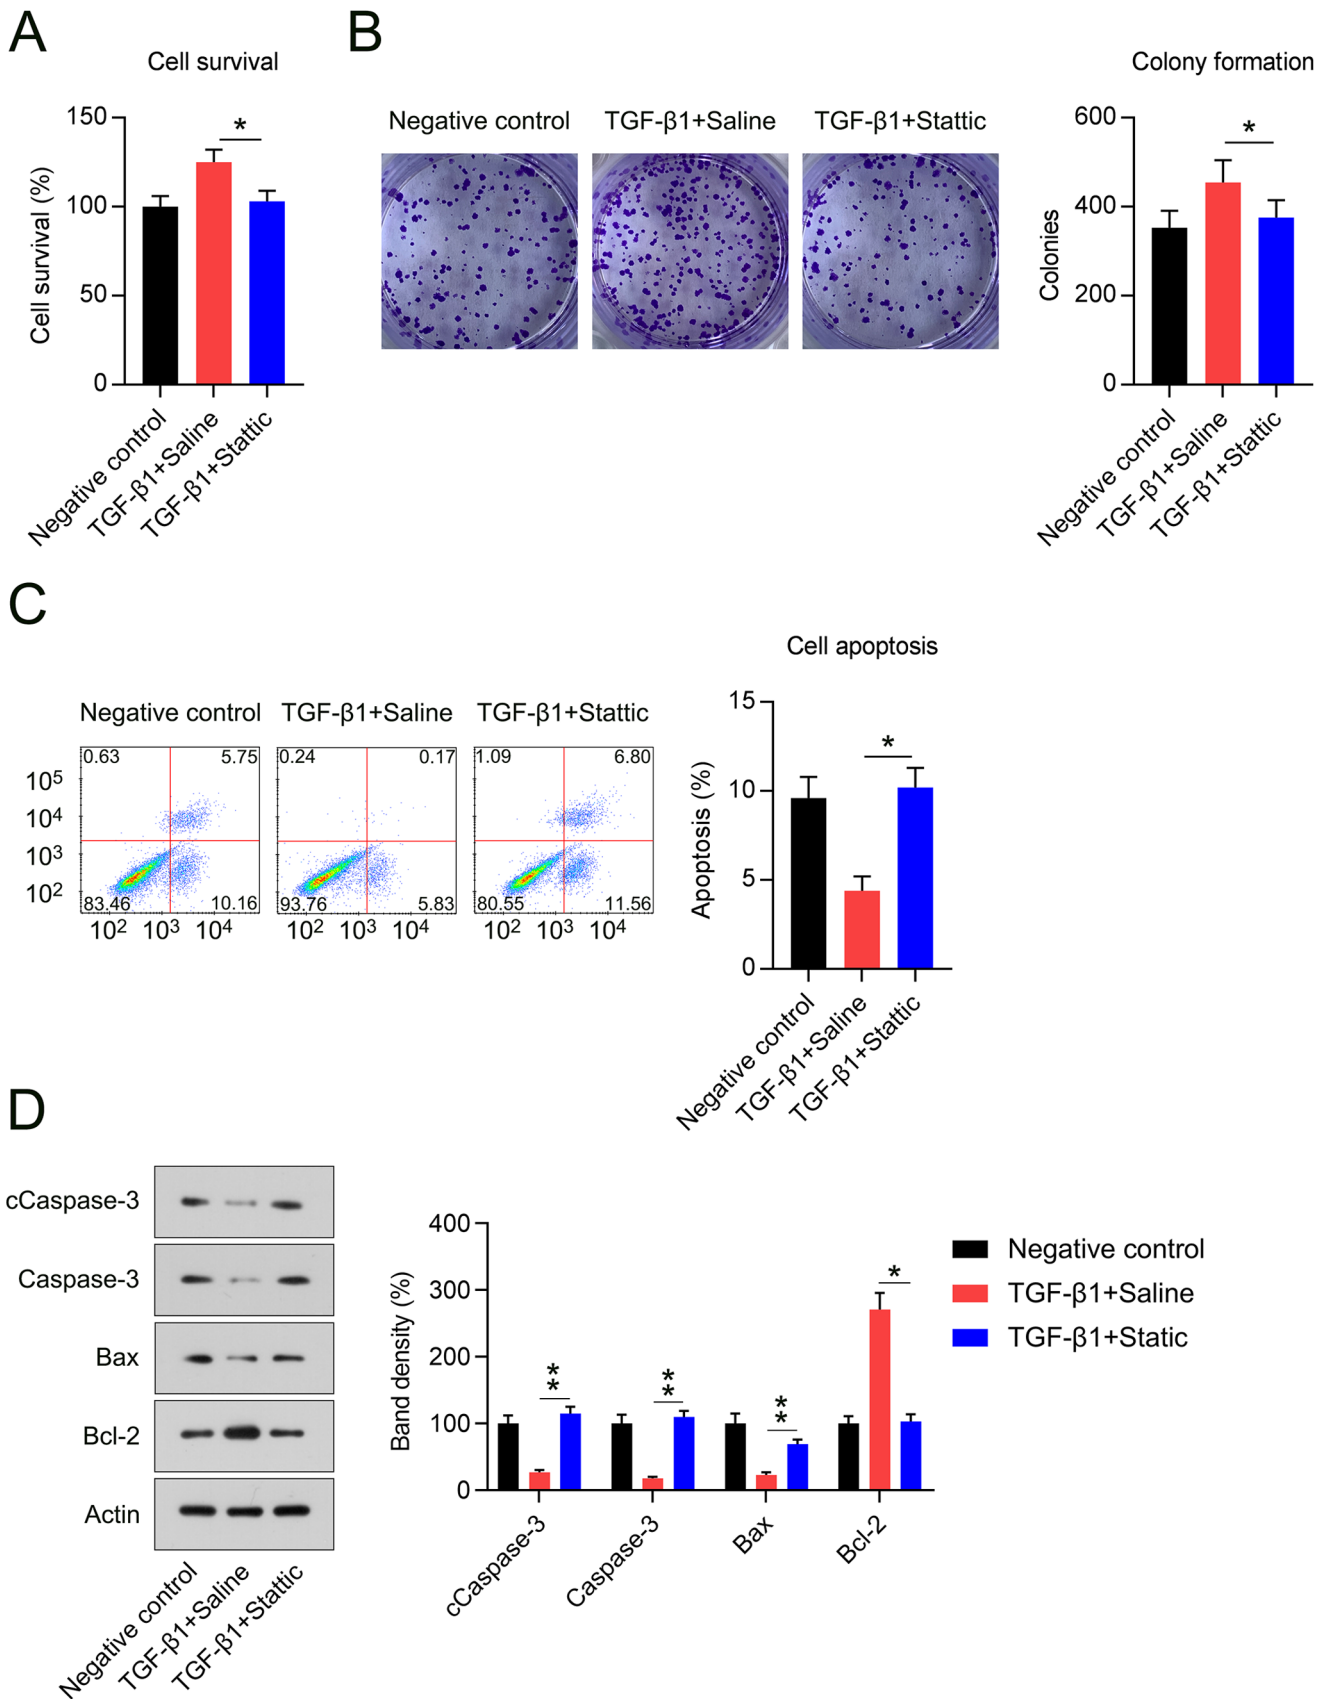 A
Cell survival
Cell survival (%)
150
100
50
0
*
Negative control
TGF-β1+Saline
TGF-β1+Stattic
B
Negative control
TGF-β1+Saline
TGF-β1+Stattic
Colony formation
Colonies
600
400
200
0
*
Negative control
TGF-β1+Saline
TGF-β1+Stattic
C
Negative control
TGF-β1+Saline
TGF-β1+Stattic
10⁵
10⁴
10³
10²
0.63 5.75
83.46 10.16
10² 10³ 10⁴
0.24 0.17
93.76 5.83
10² 10³ 10⁴
1.09 6.80
80.55 11.56
10² 10³ 10⁴
Cell apoptosis
Apoptosis (%)
15
10
5
0
*
Negative control
TGF-β1+Saline
TGF-β1+Stattic
D
cCaspase-3
Caspase-3
Bax
Bcl-2
Actin
Negative control
TGF-β1+Saline
TGF-β1+Stattic
Band density (%)
400
300
200
100
0
**
**
**
*
cCaspase-3
Caspase-3
Bax
Bcl-2
Negative control
TGF-β1+Saline
TGF-β1+Static